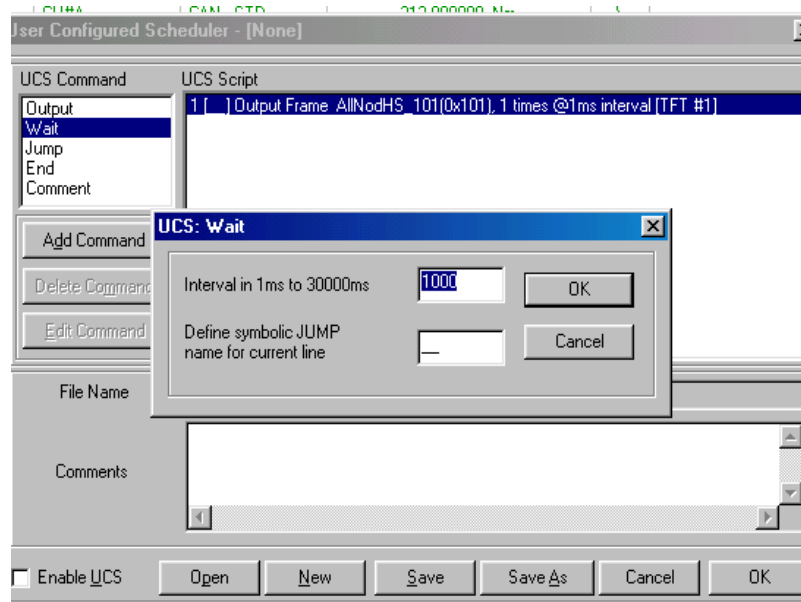 User Configured Scheduler - [None]
UCS Command
UCS Script
Output
Wait
Jump
End
Comment
1 [__] Output Frame AllNodHS_101(0x101), 1 times @1ms interval [TFT #1]
Add Command
Delete Command
Edit Command
UCS: Wait
Interval in 1ms to 30000ms
1000
OK
Define symbolic JUMP
name for current line
__
Cancel
File Name
Comments
Enable UCS
Open
New
Save
Save As
Cancel
OK